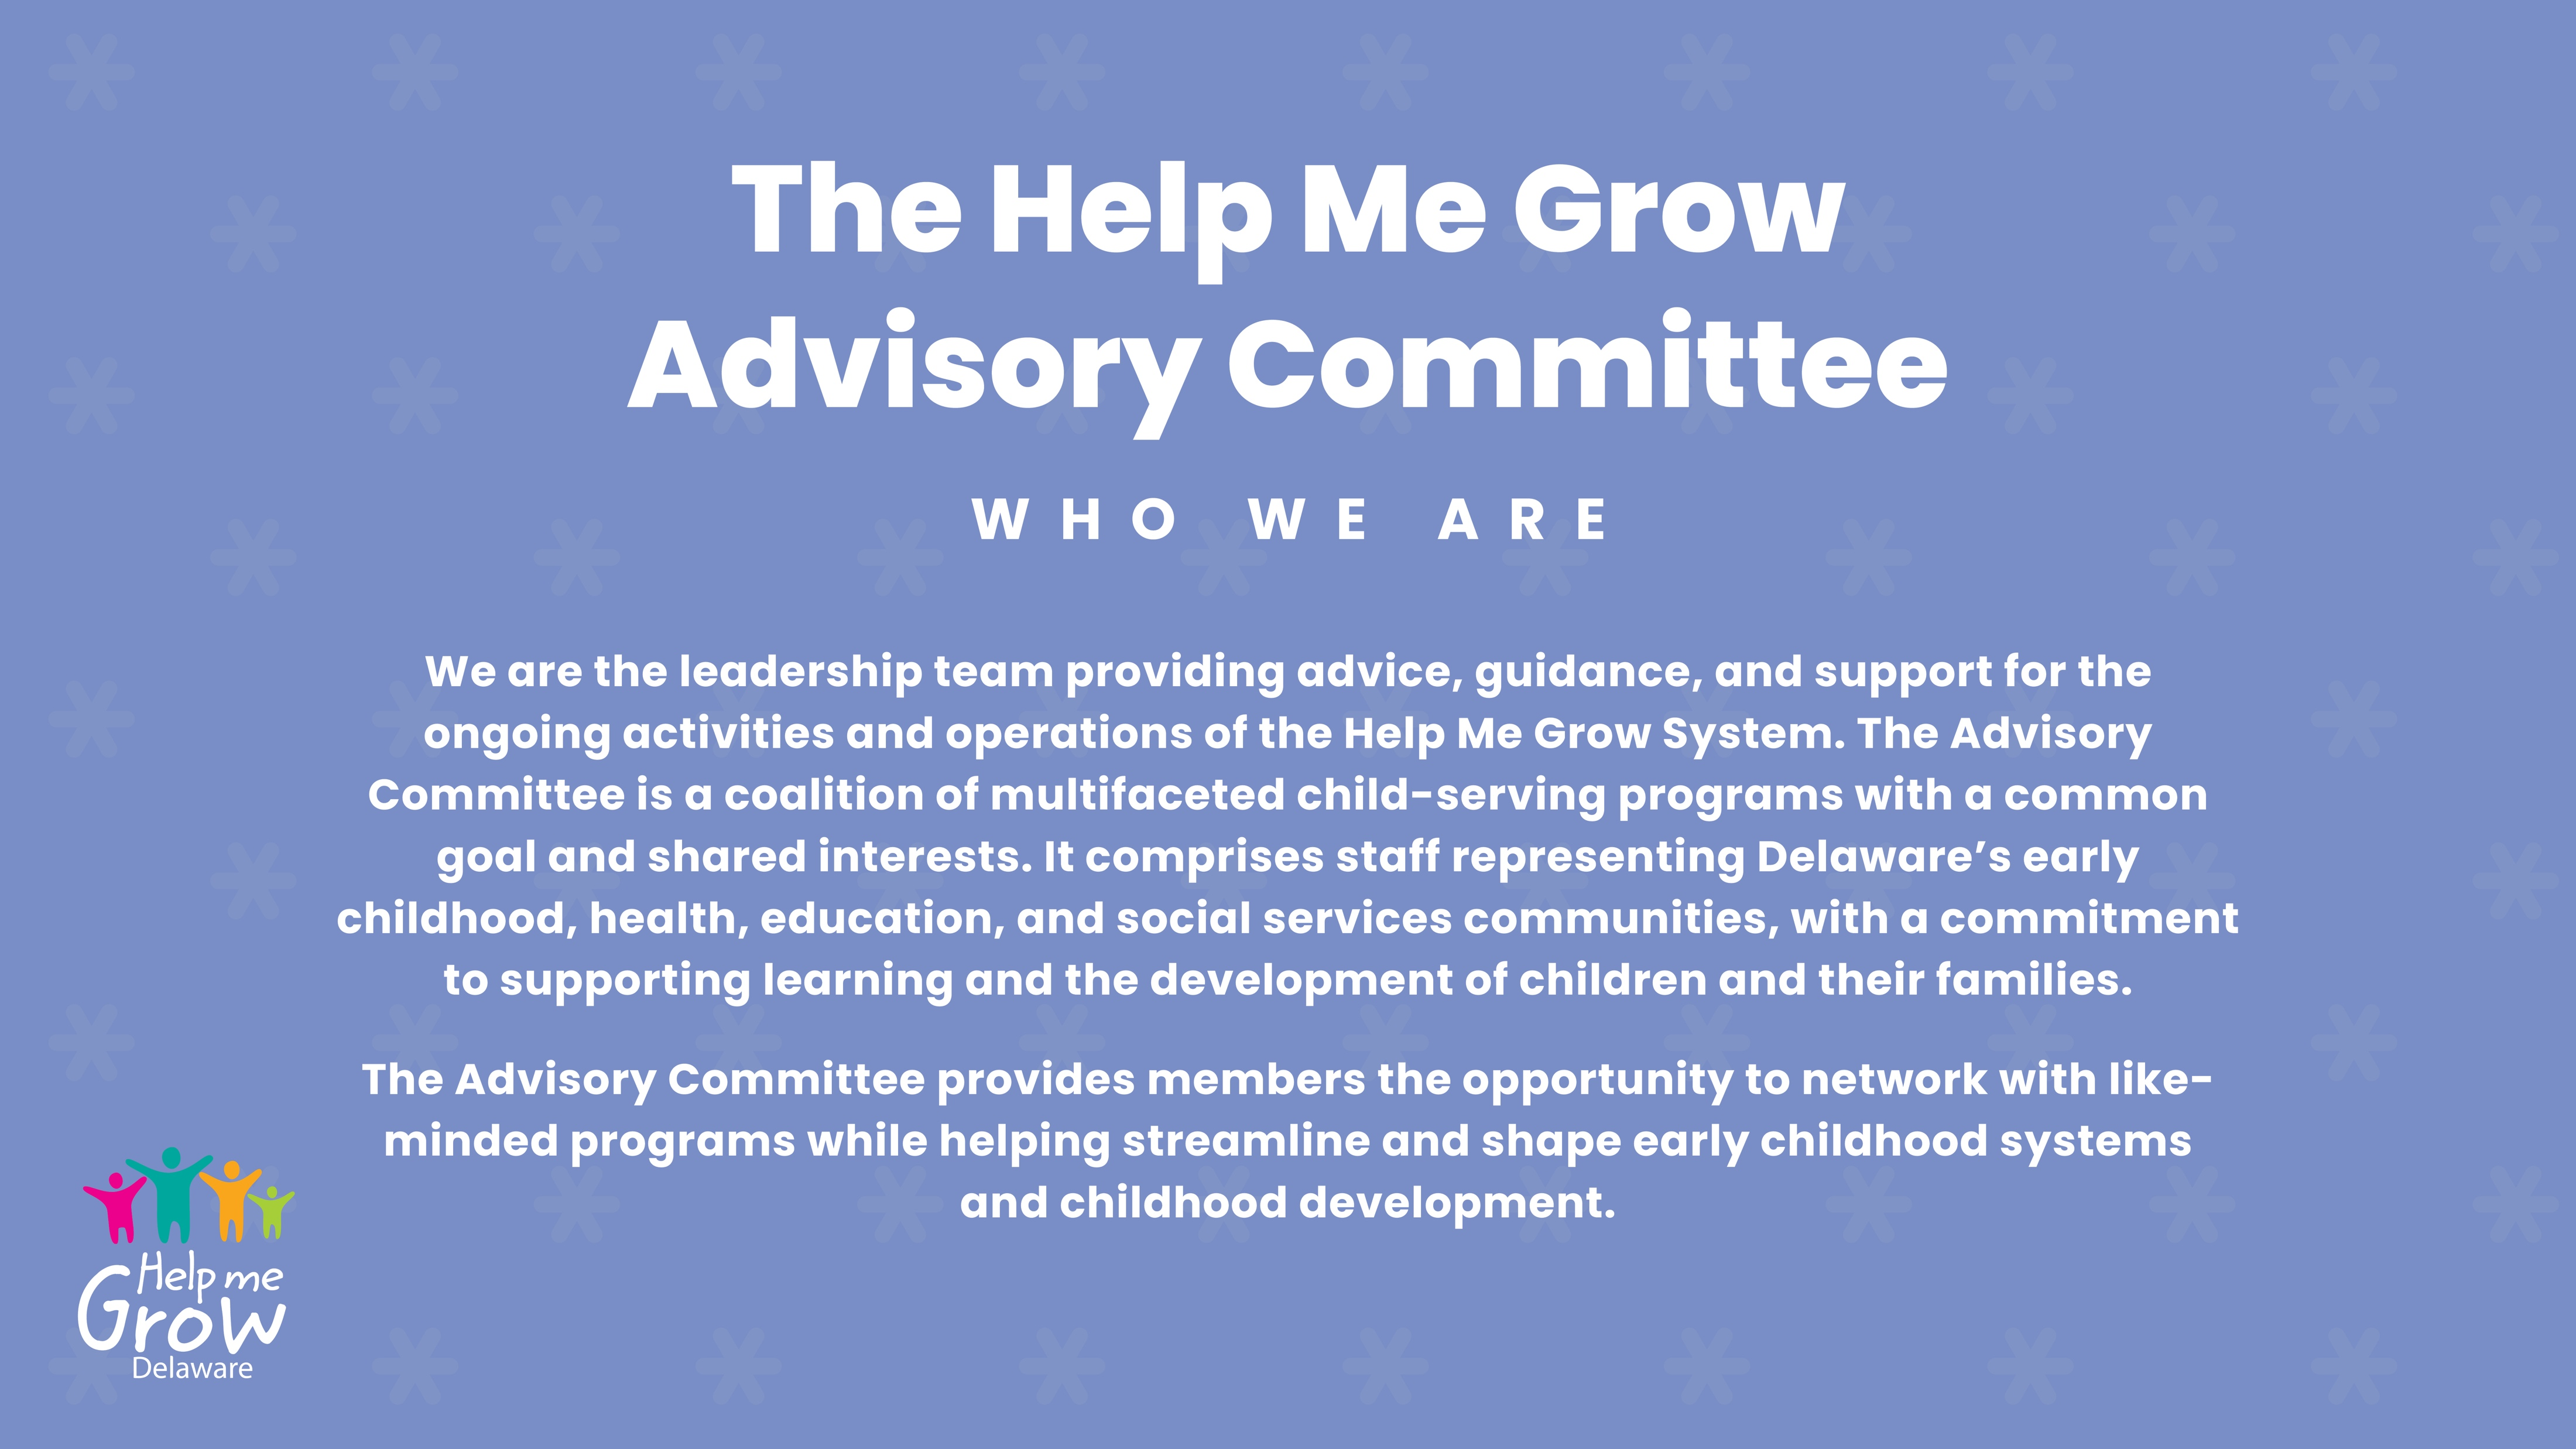 The Help Me Grow
Advisory Committee
WHO WE ARE
We are the leadership team providing advice, guidance, and support for the
ongoing activities and operations of the Help Me Grow System. The Advisory
Committee is a coalition of multifaceted child-serving programs with a common
goal and shared interests. It comprises staff representing Delaware’s early
childhood, health, education, and social services communities, with a commitment
to supporting learning and the development of children and their families.
The Advisory Committee provides members the opportunity to network with like-
minded programs while helping streamline and shape early childhood systems
and childhood development.
Help me
Grow
Delaware